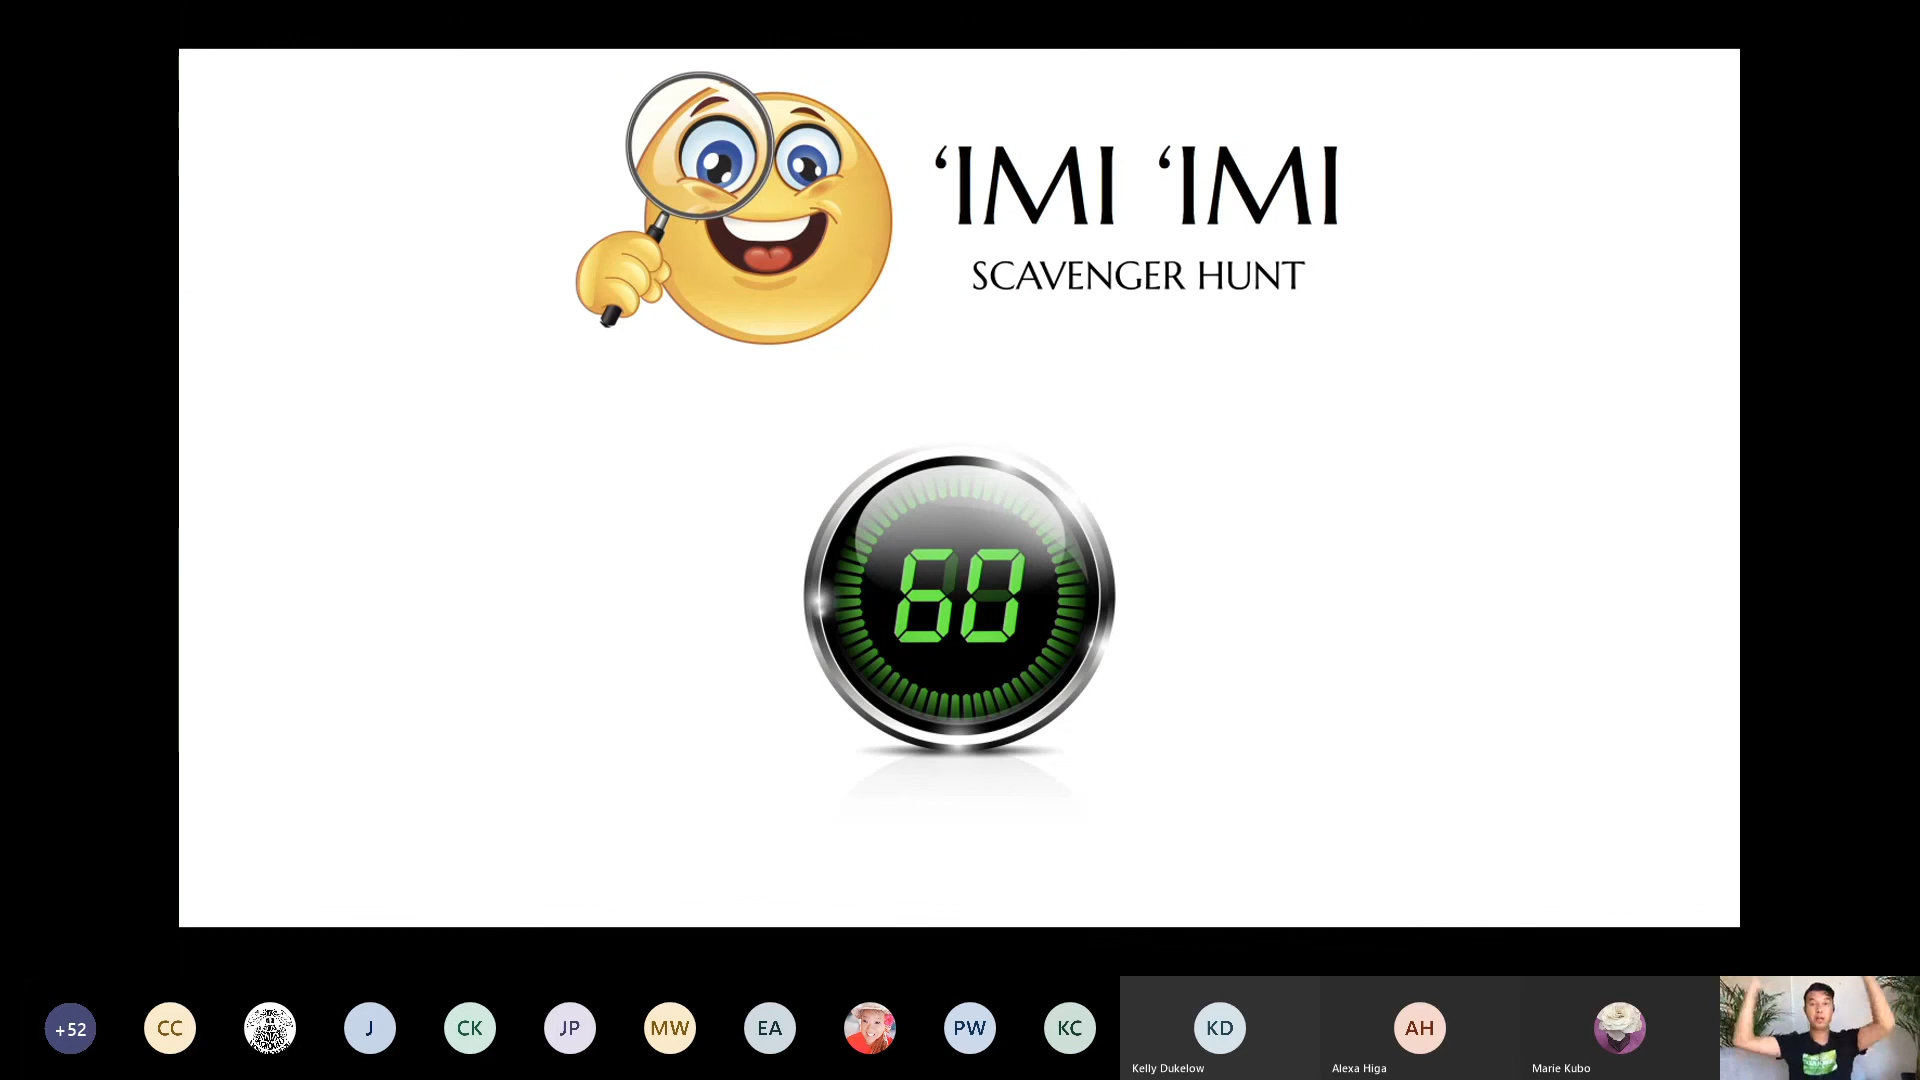 ʻIMI ʻIMI
SCAVENGER HUNT
60
+52
CC
J
CK
JP
MW
EA
PW
KC
KD
Kelly Dukelow
AH
Alexa Higa
Marie Kubo